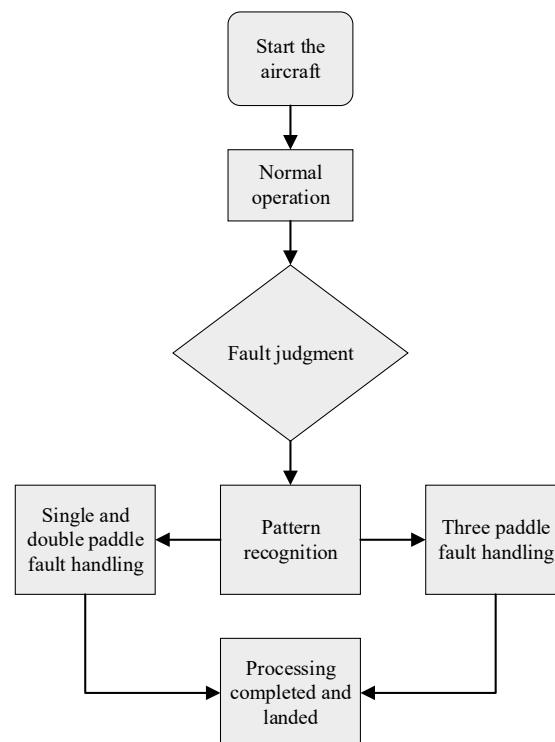 Start the
aircraft
Normal
operation
Fault judgment
Single and
double paddle
fault handling
Pattern
recognition
Three paddle
fault handling
Processing
completed and
landed